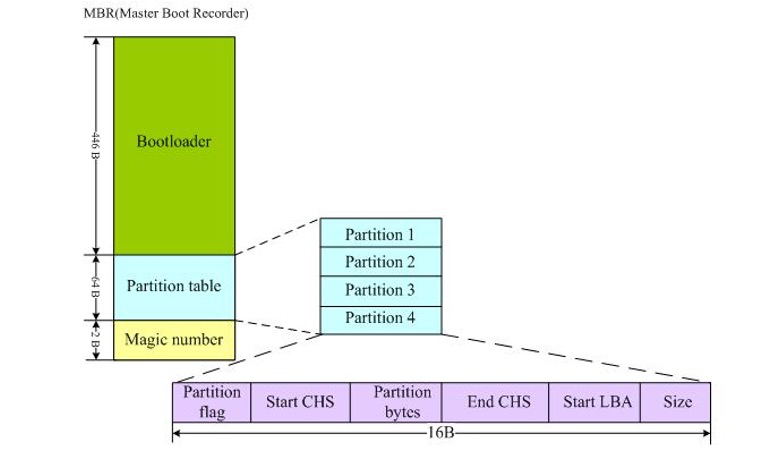 MBR(Master Boot Recorder)
446 B
Bootloader
64 B
Partition table
2 B
Magic number
Partition 1
Partition 2
Partition 3
Partition 4
Partition
flag
Start CHS
Partition
bytes
End CHS
Start LBA
Size
16B